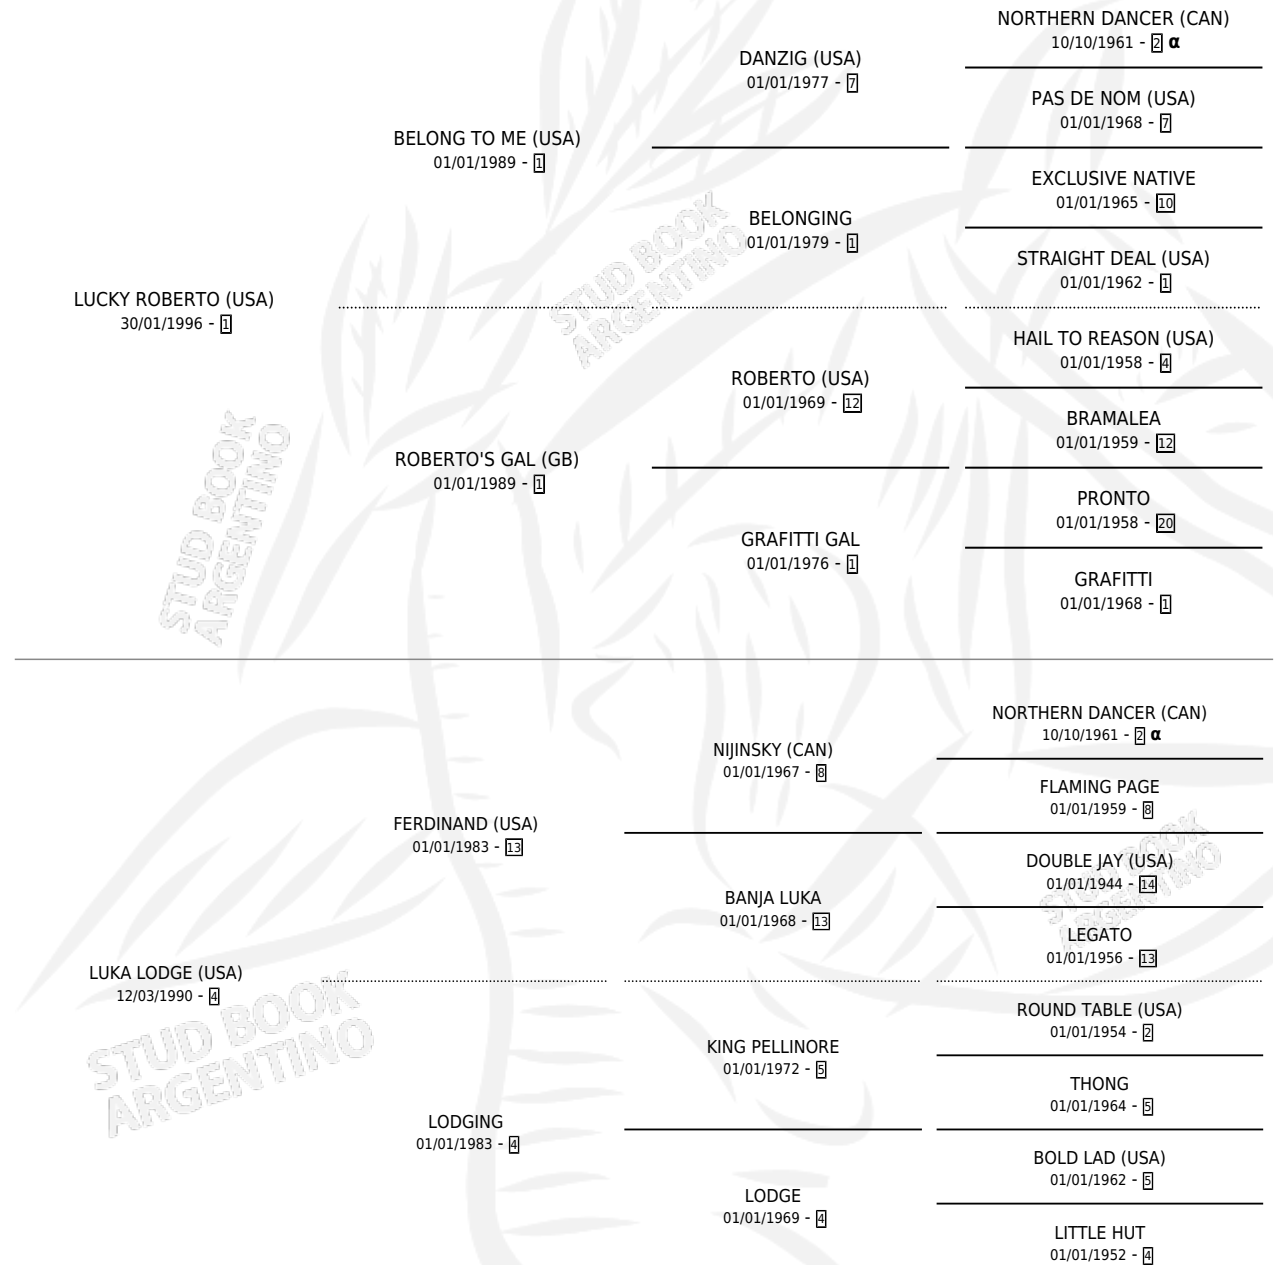 NORTHERN DANCER (CAN)
10/10/1961 - 2 α
DANZIG (USA)
01/01/1977 - 7
PAS DE NOM (USA)
01/01/1968 - 7
BELONG TO ME (USA)
01/01/1989 - 1
EXCLUSIVE NATIVE
01/01/1965 - 10
BELONGING
01/01/1979 - 1
STRAIGHT DEAL (USA)
01/01/1962 - 1
LUCKY ROBERTO (USA)
30/01/1996 - 1
HAIL TO REASON (USA)
01/01/1958 - 4
ROBERTO (USA)
01/01/1969 - 12
BRAMALEA
01/01/1959 - 12
ROBERTO'S GAL (GB)
01/01/1989 - 1
PRONTO
01/01/1958 - 20
GRAFITTI GAL
01/01/1976 - 1
GRAFITTI
01/01/1968 - 1
NORTHERN DANCER (CAN)
10/10/1961 - 2 α
NIJINSKY (CAN)
01/01/1967 - 8
FLAMING PAGE
01/01/1959 - 8
FERDINAND (USA)
01/01/1983 - 13
DOUBLE JAY (USA)
01/01/1944 - 14
BANJA LUKA
01/01/1968 - 13
LEGATO
01/01/1956 - 13
LUKA LODGE (USA)
12/03/1990 - 4
ROUND TABLE (USA)
01/01/1954 - 2
KING PELLINORE
01/01/1972 - 5
THONG
01/01/1964 - 5
LODGING
01/01/1983 - 4
BOLD LAD (USA)
01/01/1962 - 5
LODGE
01/01/1969 - 4
LITTLE HUT
01/01/1952 - 4
STUD BOOK
ARGENTINO
STUD BOOK
ARGENTINO
STUD BOOK
ARGENTINO
STUD BOOK
ARGENTINO